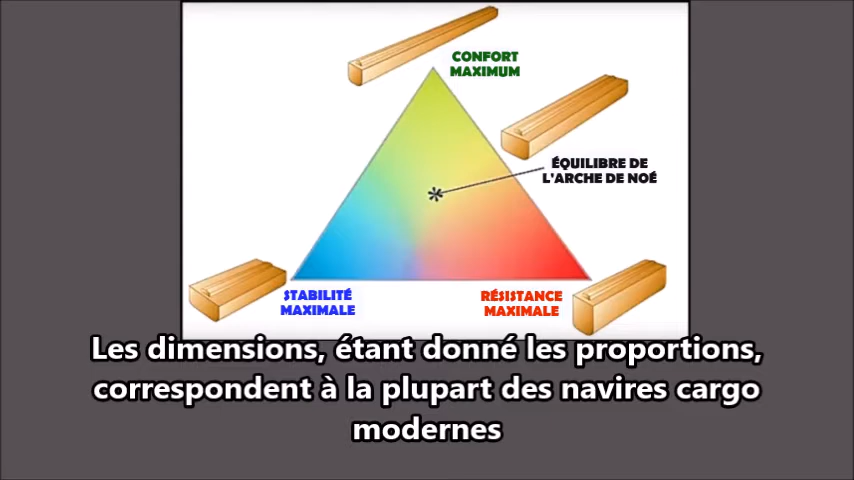 CONFORT
MAXIMUM
ÉQUILIBRE DE
L'ARCHE DE NOÉ
STABILITÉ
MAXIMALE
RÉSISTANCE
MAXIMALE
Les dimensions, étant donné les proportions,
correspondent à la plupart des navires cargo
modernes